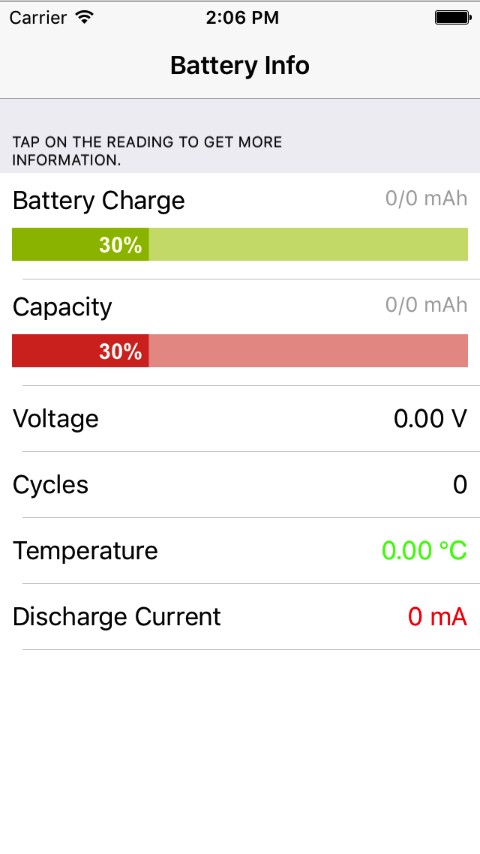 Carrier 2:06 PM
Battery Info
TAP ON THE READING TO GET MORE
INFORMATION.
Battery Charge 0/0 mAh
30%
Capacity 0/0 mAh
30%
Voltage 0.00 V
Cycles 0
Temperature 0.00 °C
Discharge Current 0 mA